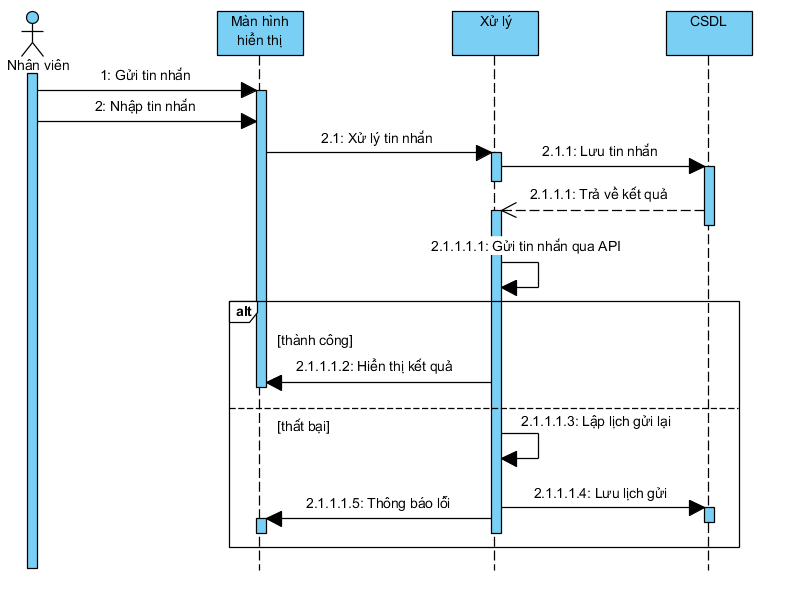 Nhân viên
Màn hình
hiển thị
Xử lý
CSDL
1: Gửi tin nhắn
2: Nhập tin nhắn
2.1: Xử lý tin nhắn
2.1.1: Lưu tin nhắn
2.1.1.1: Trả về kết quả
2.1.1.1.1: Gửi tin nhắn qua API
alt
[thành công]
2.1.1.1.2: Hiển thị kết quả
[thất bại]
2.1.1.1.3: Lập lịch gửi lại
2.1.1.1.4: Lưu lịch gửi
2.1.1.1.5: Thông báo lỗi